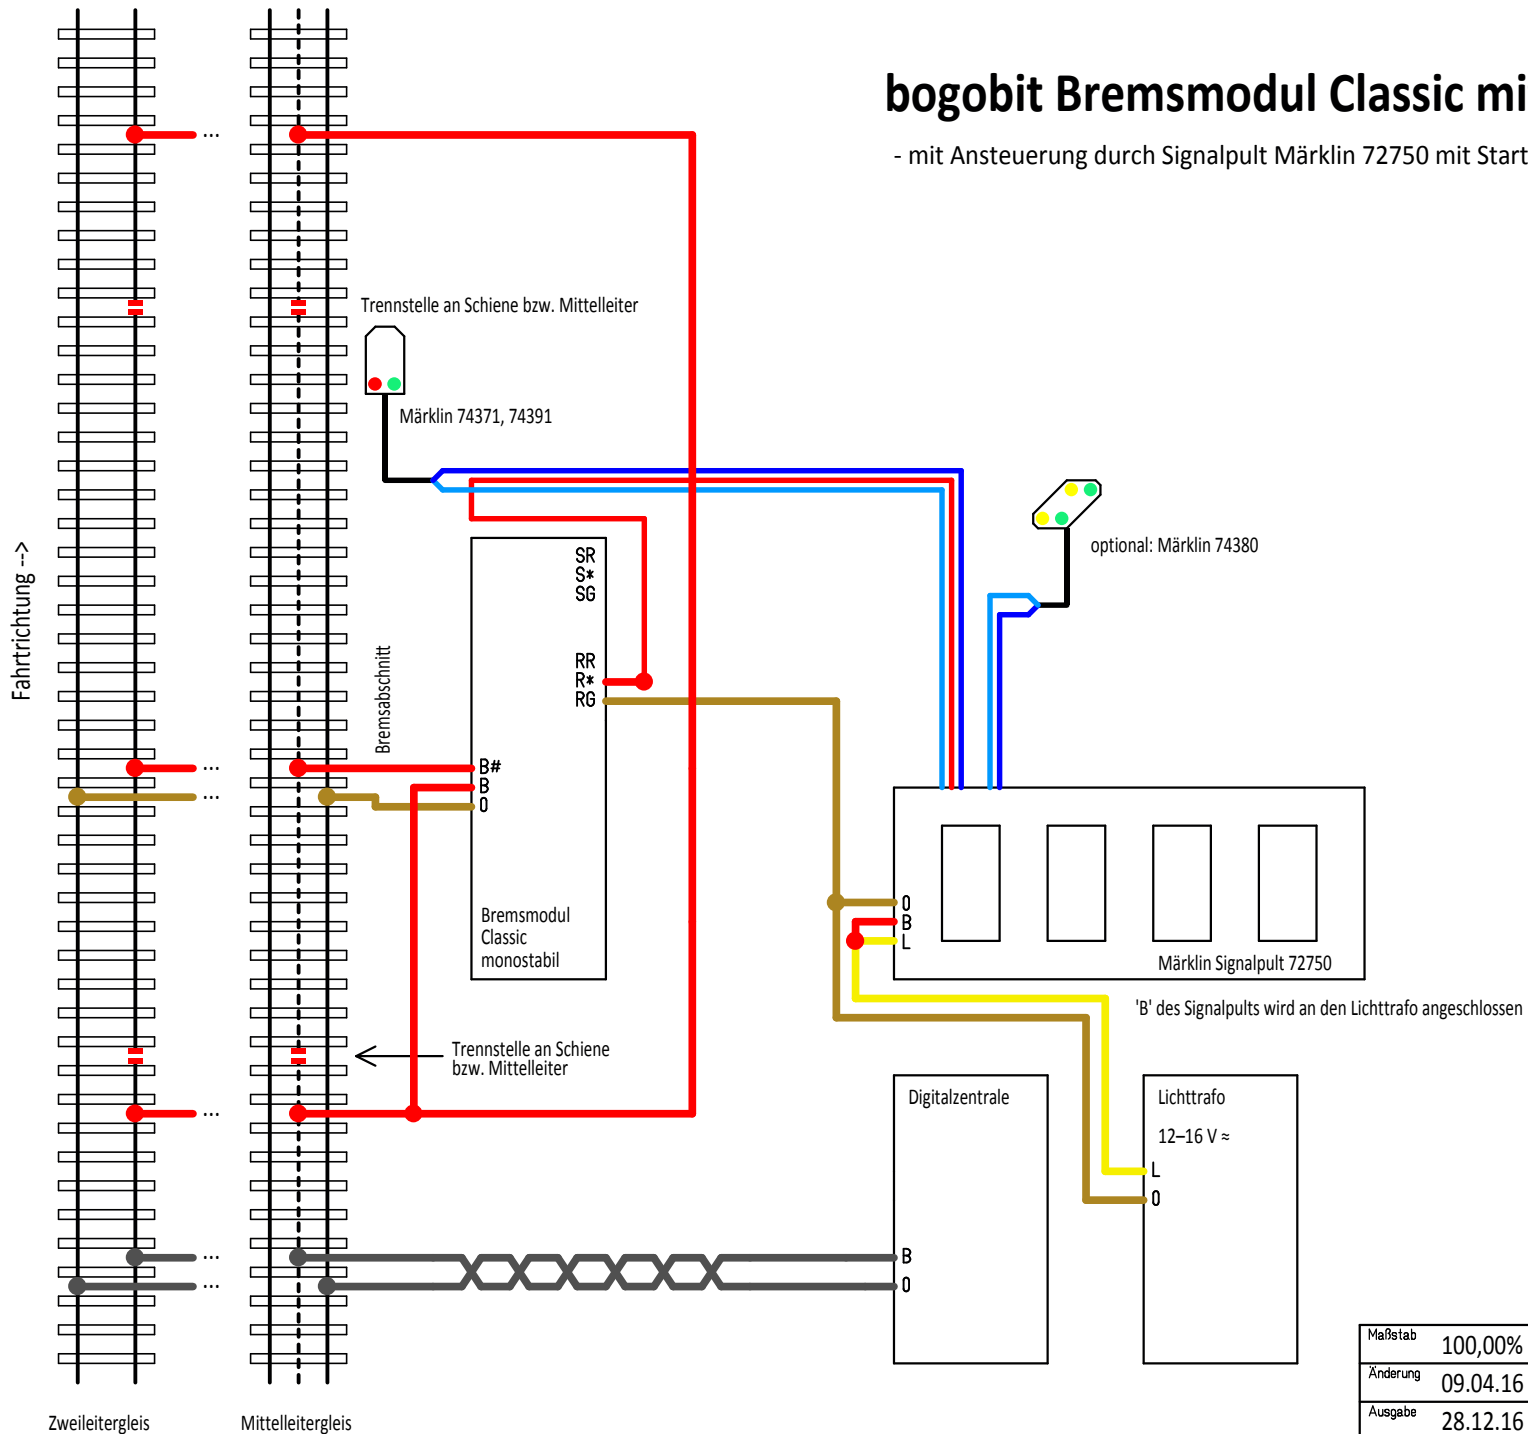 bogobit Bremsmodul Classic mi
- mit Ansteuerung durch Signalpult Märklin 72750 mit Start
...
Trennstelle an Schiene bzw. Mittelleiter
Märklin 74371, 74391
optional: Märklin 74380
Fahrtrichtung -->
Bremsabschnitt
SR
S*
SG
RR
R*
RG
B#
B
0
...
...
Bremsmodul
Classic
monostabil
0
B
L
Märklin Signalpult 72750
'B' des Signalpults wird an den Lichttrafo angeschlossen
Trennstelle an Schiene
bzw. Mittelleiter
...
Digitalzentrale
B
0
Lichttrafo
12–16 V ≈
L
0
...
...
Zweileitergleis
Mittelleitergleis
Maßstab 100,00%
Änderung 09.04.16
Ausgabe 28.12.16